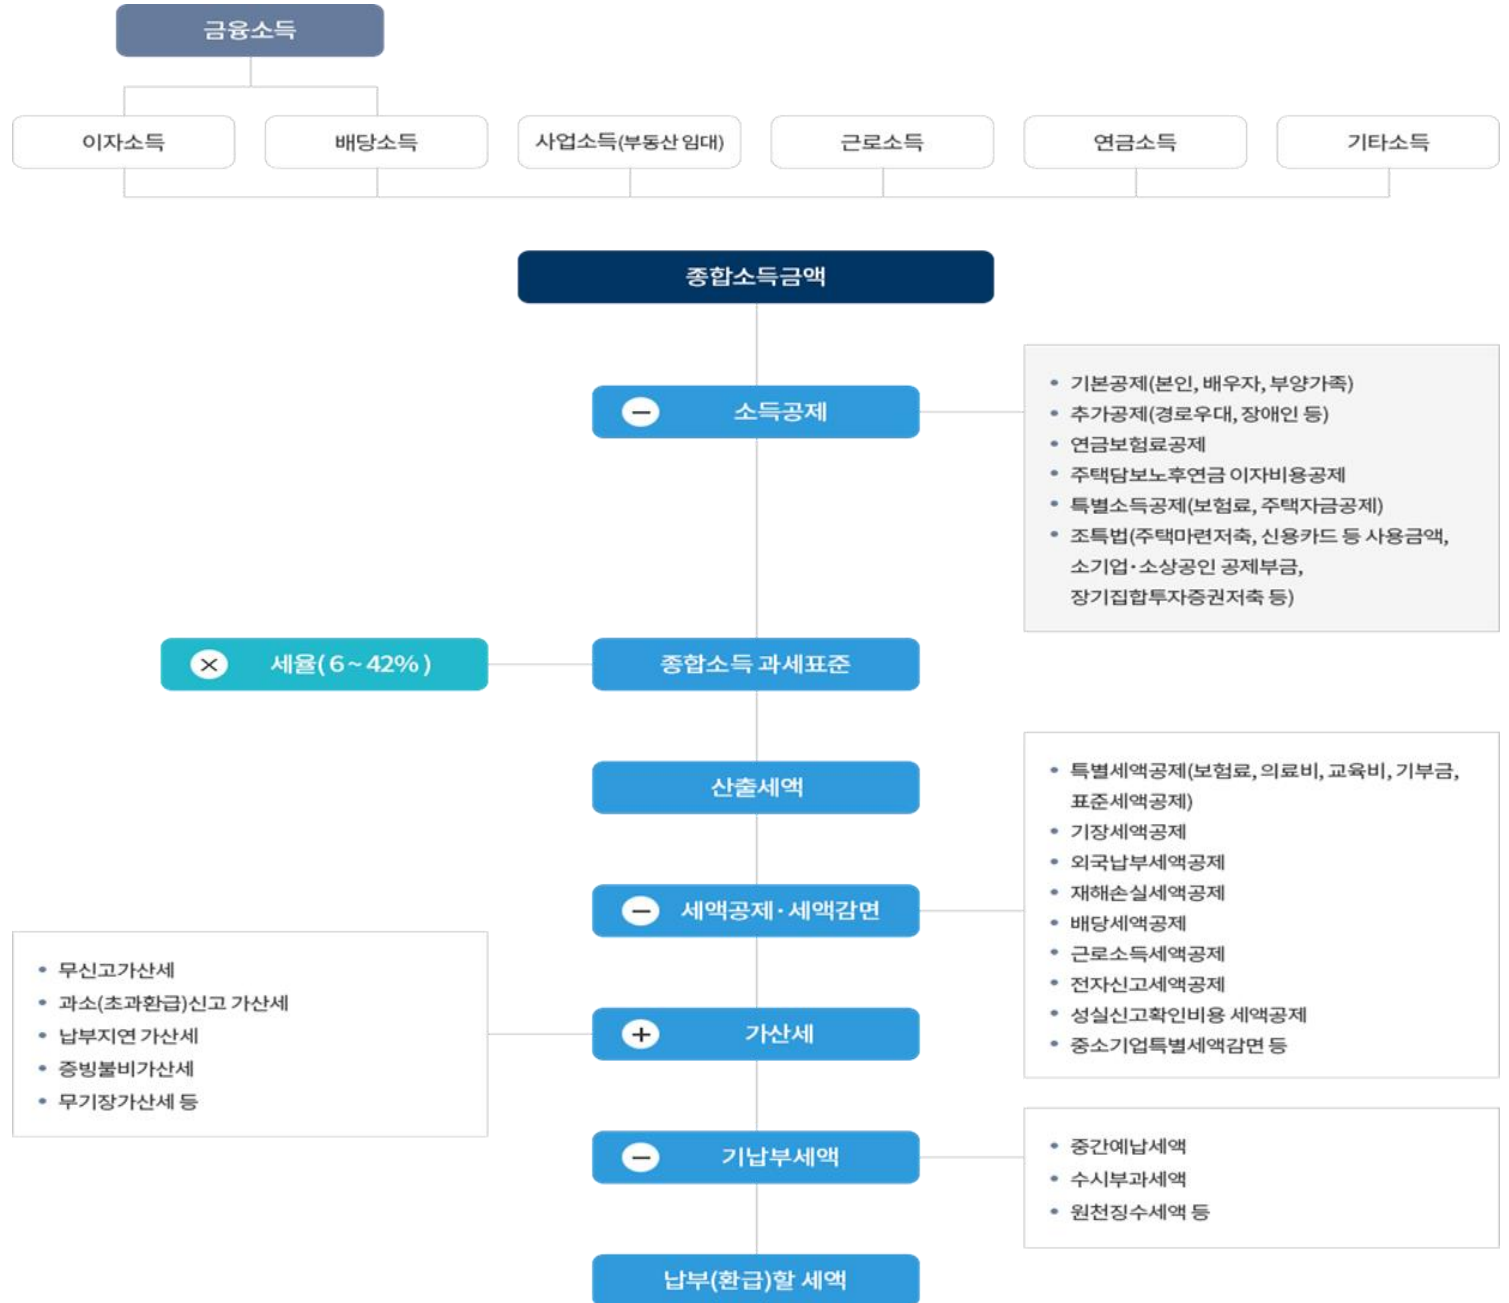 금융소득
이자소득
배당소득
사업소득(부동산 임대)
근로소득
연금소득
기타소득
종합소득금액
− 소득공제
• 기본공제(본인, 배우자, 부양가족)
• 추가공제(경로우대, 장애인 등)
• 연금보험료공제
• 주택담보노후연금 이자비용공제
• 특별소득공제(보험료, 주택자금공제)
• 조특법(주택마련저축, 신용카드 등 사용금액,
소기업·소상공인 공제부금,
장기집합투자증권저축 등)
× 세율( 6 ~ 42% )
종합소득 과세표준
산출세액
− 세액공제·세액감면
• 특별세액공제(보험료, 의료비, 교육비, 기부금,
표준세액공제)
• 기장세액공제
• 외국납부세액공제
• 재해손실세액공제
• 배당세액공제
• 근로소득세액공제
• 전자신고세액공제
• 성실신고확인비용 세액공제
• 중소기업특별세액감면 등
• 무신고가산세
• 과소(초과환급)신고 가산세
• 납부지연 가산세
• 증빙불비가산세
• 무기장가산세 등
+ 가산세
− 기납부세액
• 중간예납세액
• 수시부과세액
• 원천징수세액 등
납부(환급)할 세액